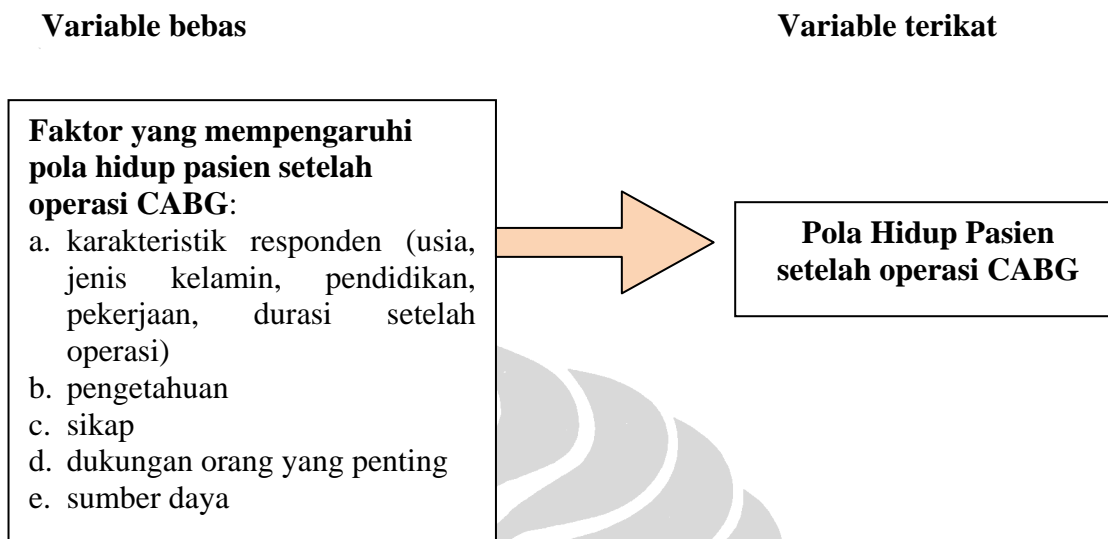 Variable bebas
Variable terikat
Faktor yang mempengaruhi
pola hidup pasien setelah
operasi CABG:
a. karakteristik responden (usia,
jenis kelamin, pendidikan,
pekerjaan, durasi setelah
operasi)
b. pengetahuan
c. sikap
d. dukungan orang yang penting
e. sumber daya
Pola Hidup Pasien
setelah operasi CABG